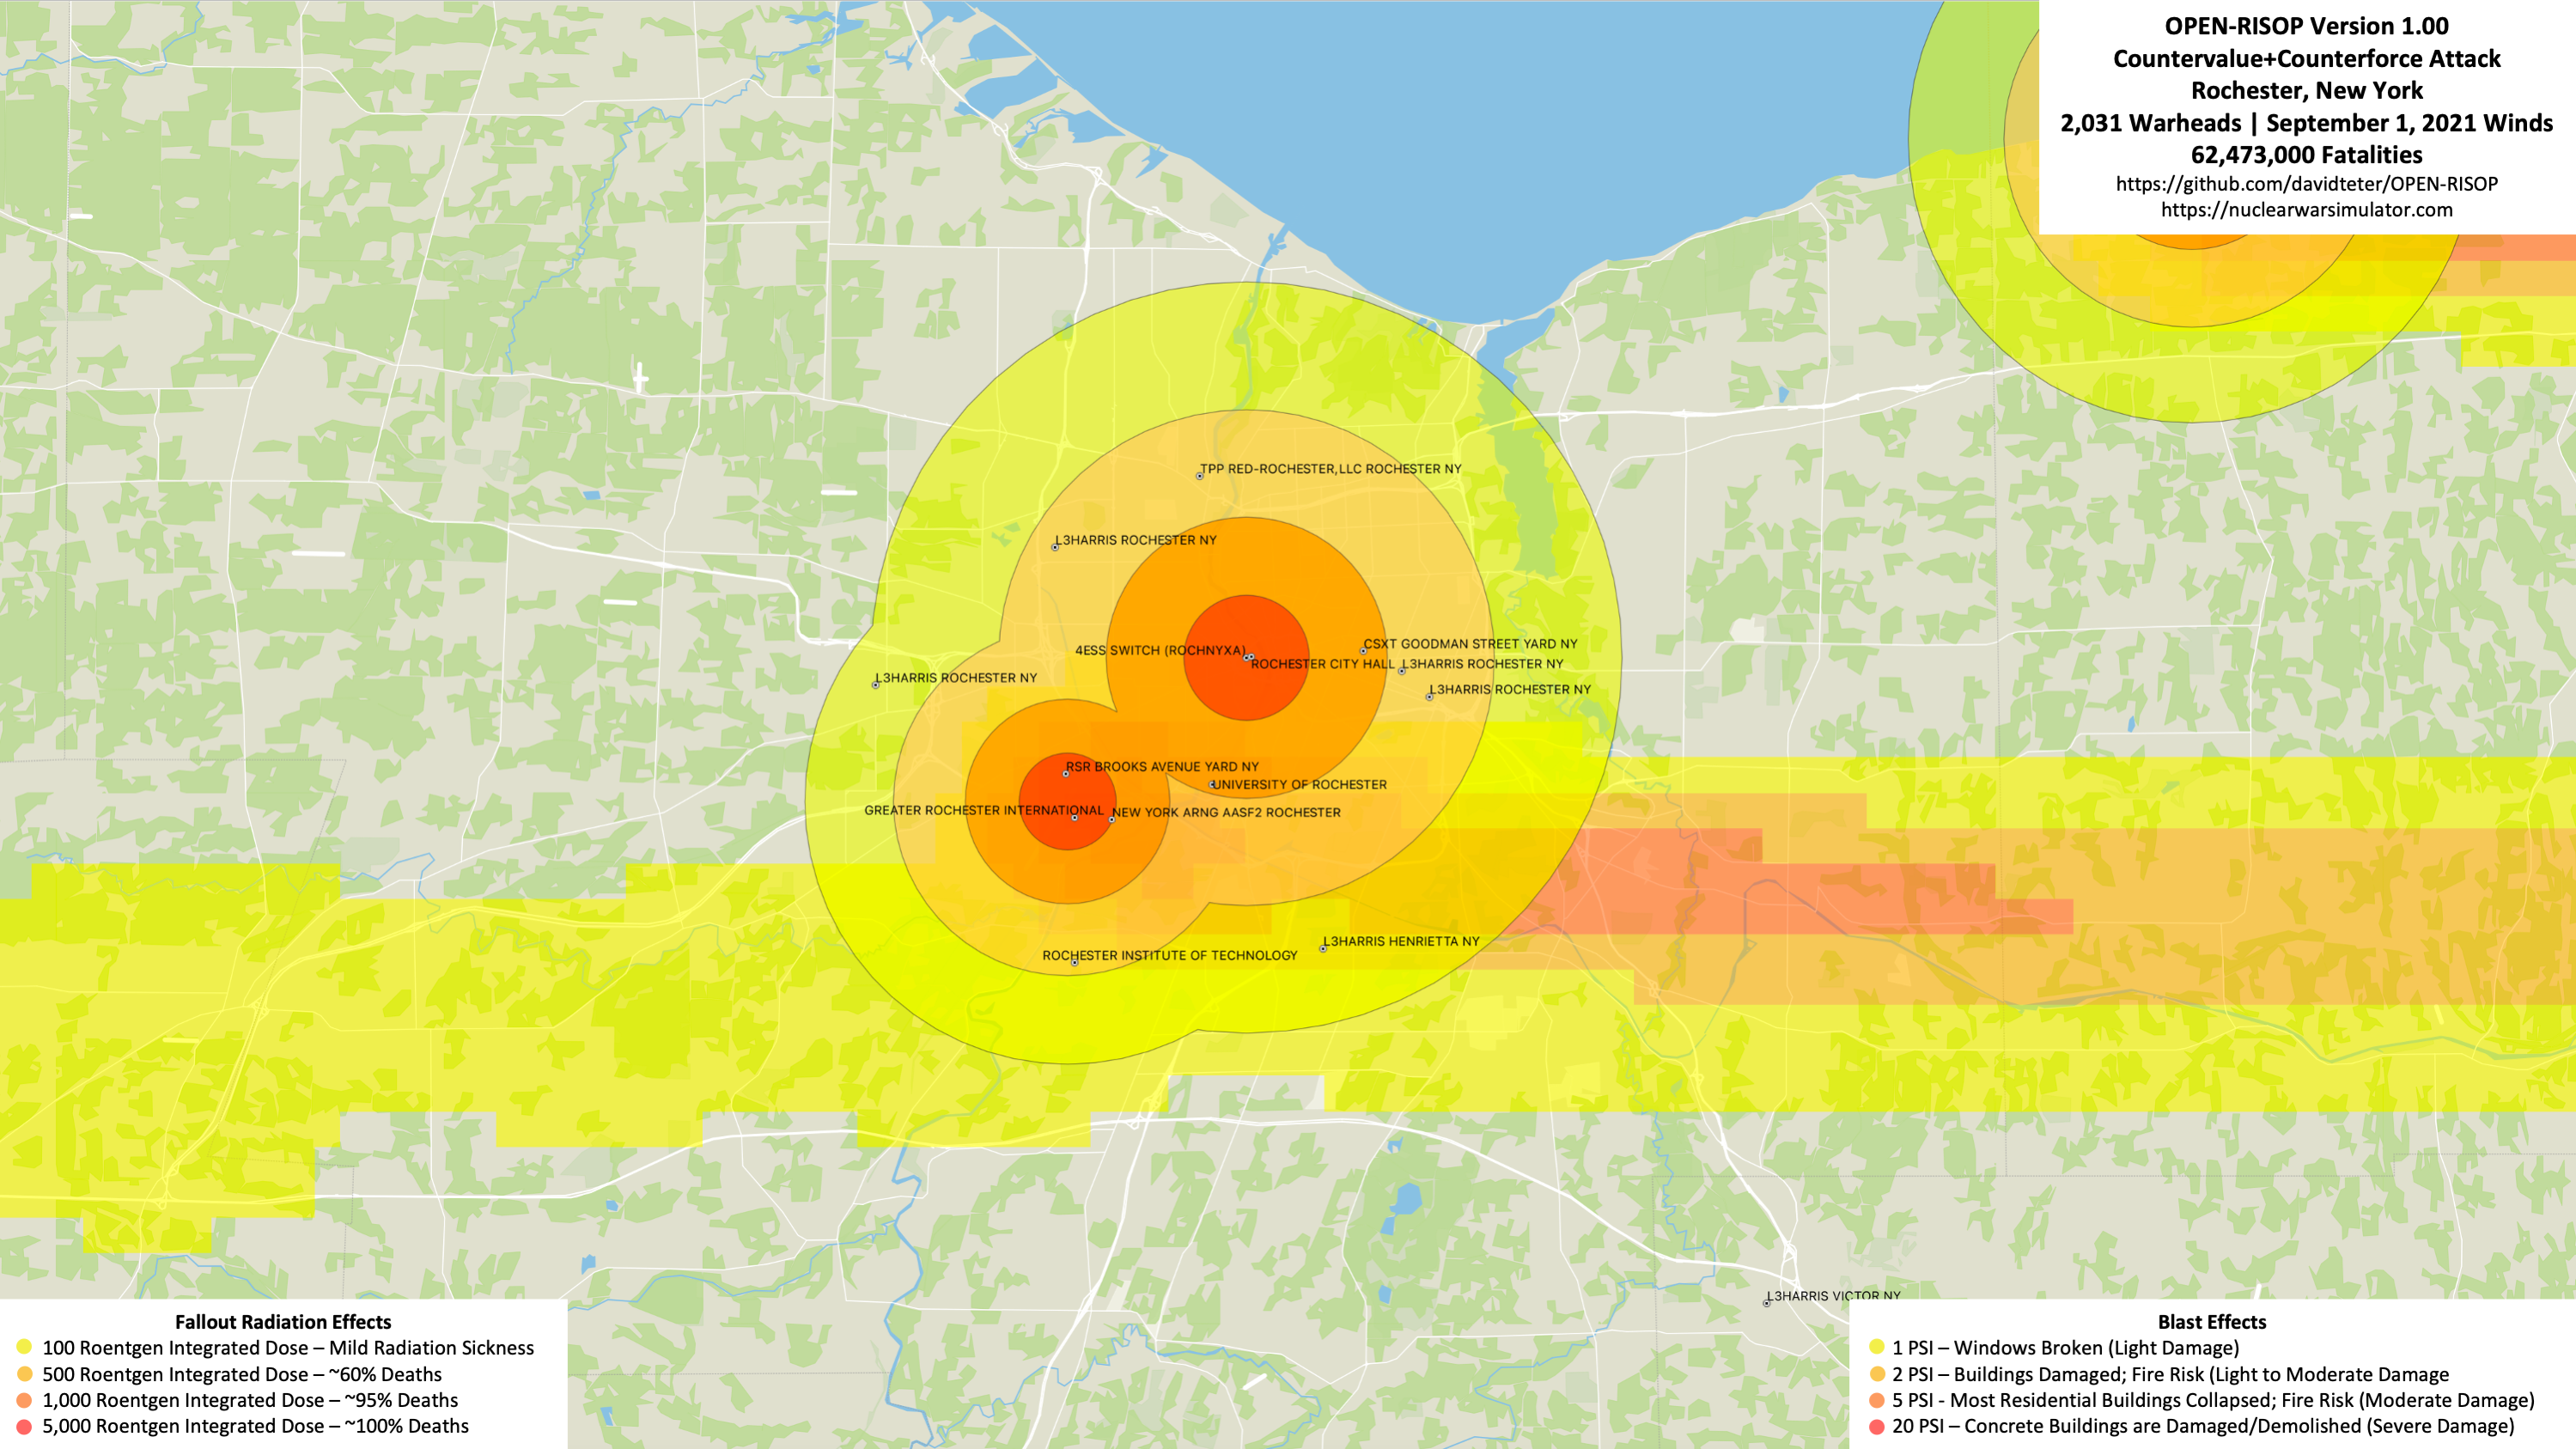 OPEN-RISOP Version 1.00
Countervalue+Counterforce Attack
Rochester, New York
2,031 Warheads | September 1, 2021 Winds
62,473,000 Fatalities
https://github.com/davidteter/OPEN-RISOP
https://nuclearwarsimulator.com
TPP RED-ROCHESTER,LLC ROCHESTER NY
L3HARRIS ROCHESTER NY
CSXT GOODMAN STREET YARD NY
4ESS SWITCH (ROCHNYXA)
ROCHESTER CITY HALL
L3HARRIS ROCHESTER NY
L3HARRIS ROCHESTER NY
L3HARRIS ROCHESTER NY
RSR BROOKS AVENUE YARD NY
UNIVERSITY OF ROCHESTER
GREATER ROCHESTER INTERNATIONAL
NEW YORK ARNG AASF2 ROCHESTER
L3HARRIS HENRIETTA NY
ROCHESTER INSTITUTE OF TECHNOLOGY
L3HARRIS VICTOR NY
Fallout Radiation Effects
100 Roentgen Integrated Dose – Mild Radiation Sickness
500 Roentgen Integrated Dose – ~60% Deaths
1,000 Roentgen Integrated Dose – ~95% Deaths
5,000 Roentgen Integrated Dose – ~100% Deaths
Blast Effects
1 PSI – Windows Broken (Light Damage)
2 PSI – Buildings Damaged; Fire Risk (Light to Moderate Damage
5 PSI - Most Residential Buildings Collapsed; Fire Risk (Moderate Damage)
20 PSI – Concrete Buildings are Damaged/Demolished (Severe Damage)